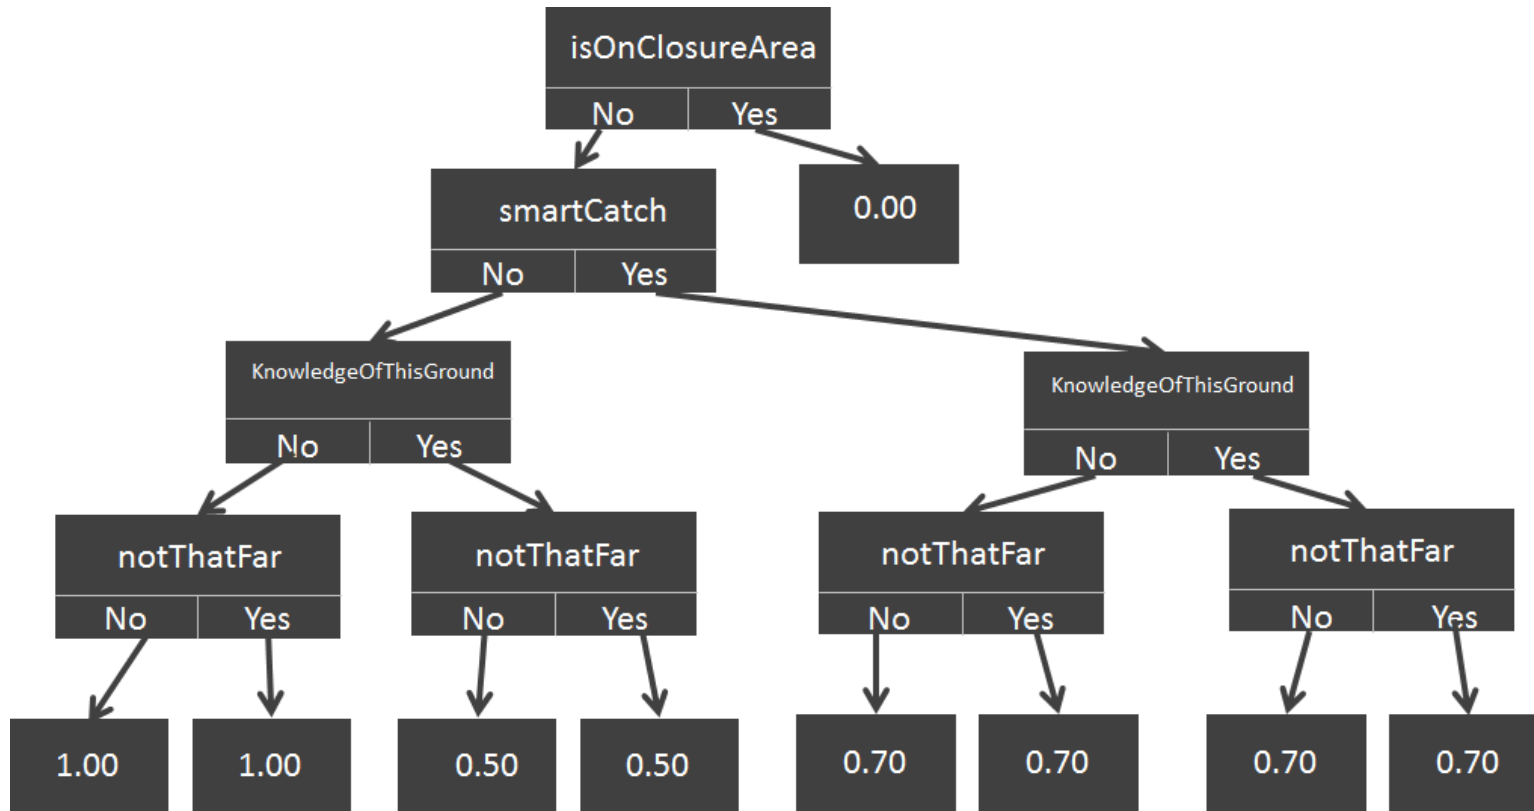 isOnClosureArea
No Yes
smartCatch
0.00
No Yes
KnowledgeOfThisGround
KnowledgeOfThisGround
No Yes
No Yes
notThatFar
notThatFar
notThatFar
notThatFar
No Yes
No Yes
No Yes
No Yes
1.00
1.00
0.50
0.50
0.70
0.70
0.70
0.70